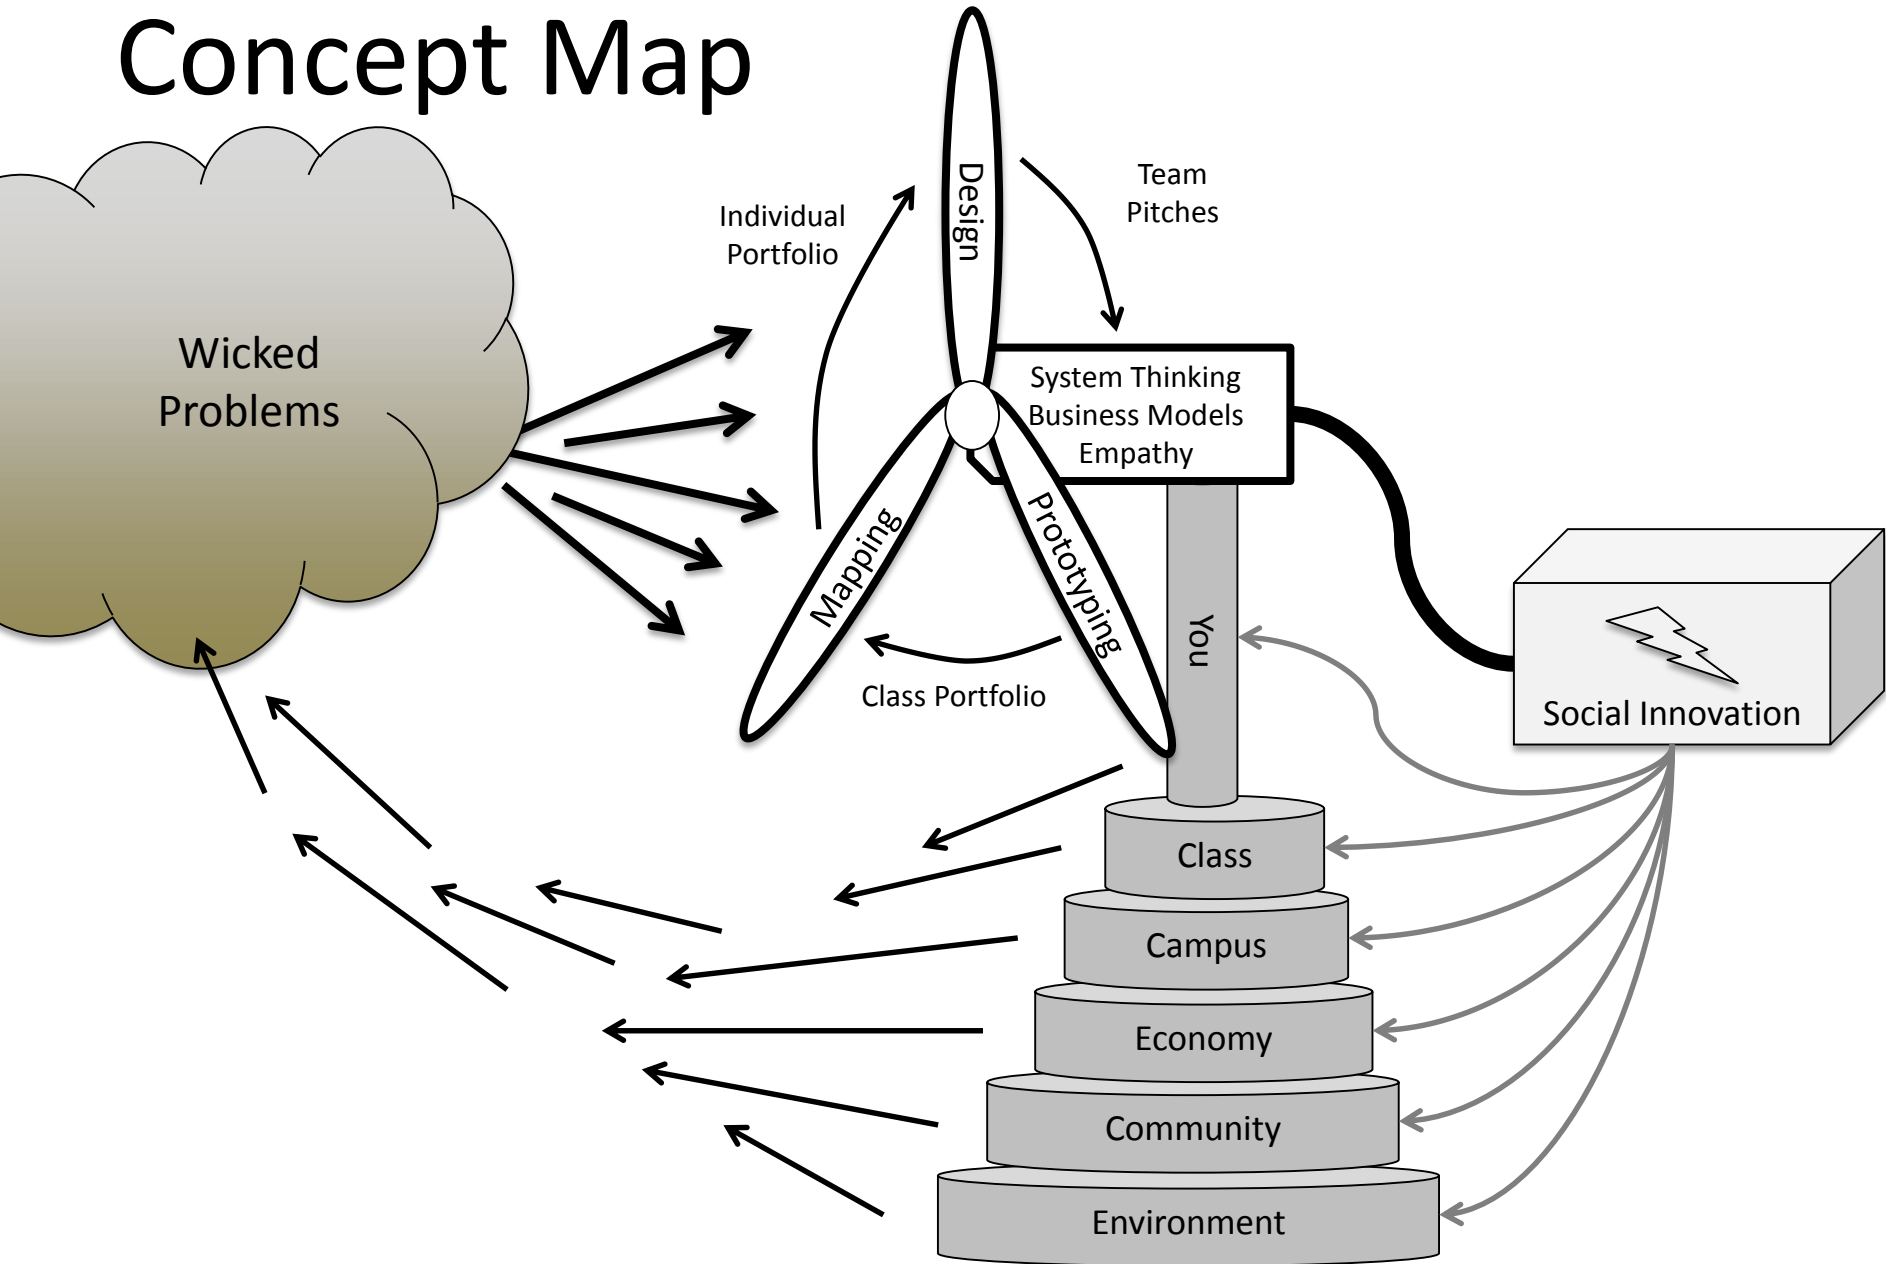 Concept Map
Wicked
Problems
Individual
Portfolio
Design
Team
Pitches
System Thinking
Business Models
Empathy
Mapping
Prototyping
Class Portfolio
You
Social Innovation
Class
Campus
Economy
Community
Environment